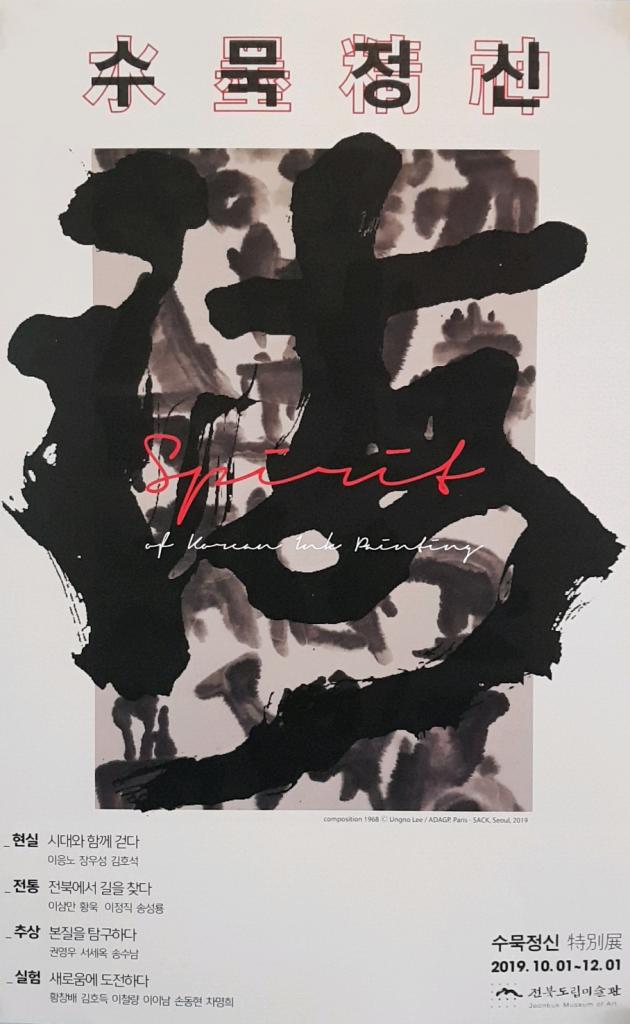 수묵정신
水墨精神
Spirit
of Korean Ink Painting
composition 1968 © Ungno Lee / ADAGP, Paris - SACK, Seoul, 2019
_현실 시대와 함께 걷다
이응노 장우성 김호석
_전통 전북에서 길을 찾다
이삼만 황욱 이정직 송성용
_추상 본질을 탐구하다
권영우 서세옥 송수남
_실험 새로움에 도전하다
황창배 김호득 이철량 이이남 손동현 차명희
수묵정신 特別展
2019. 10. 01~12. 01
전북도립미술관
Jeonbuk Museum of Art